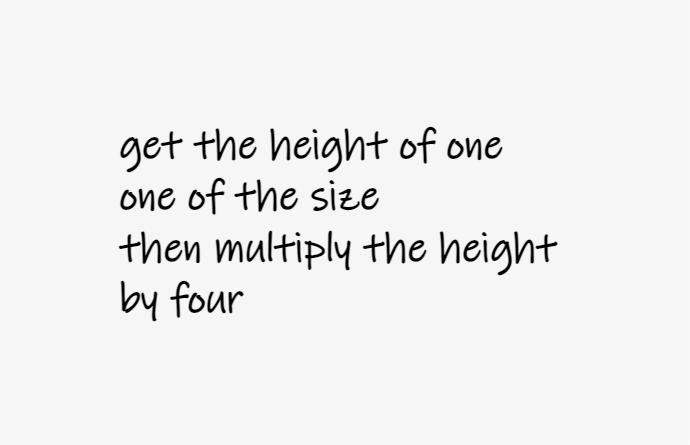 get the height of one
one of the size
then multiply the height
by four